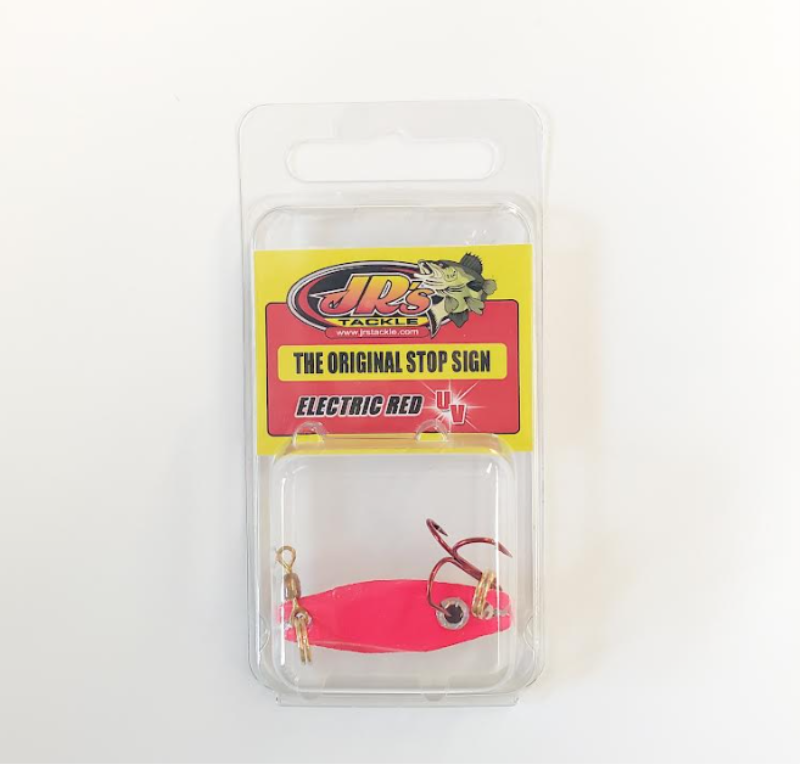 JR's
TACKLE
www.jrstackle.com
THE ORIGINAL STOP SIGN
ELECTRIC RED UV